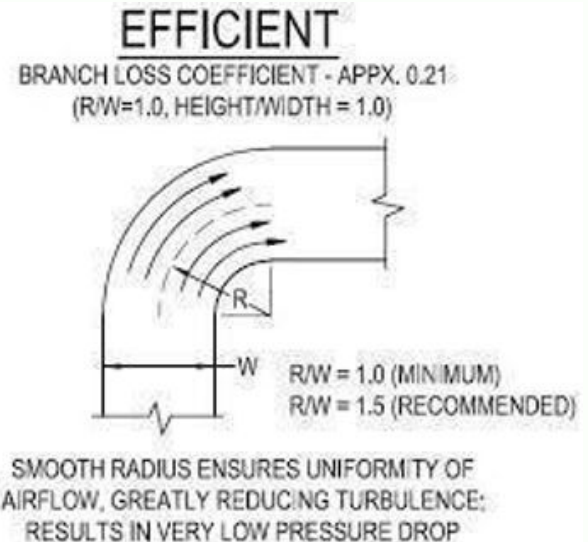 EFFICIENT
BRANCH LOSS COEFFICIENT - APPX. 0.21
(R/W=1.0, HEIGHT/WIDTH = 1.0)
R
W
R/W = 1.0 (MINIMUM)
R/W = 1.5 (RECOMMENDED)
SMOOTH RADIUS ENSURES UNIFORMITY OF
AIRFLOW, GREATLY REDUCING TURBULENCE;
RESULTS IN VERY LOW PRESSURE DROP